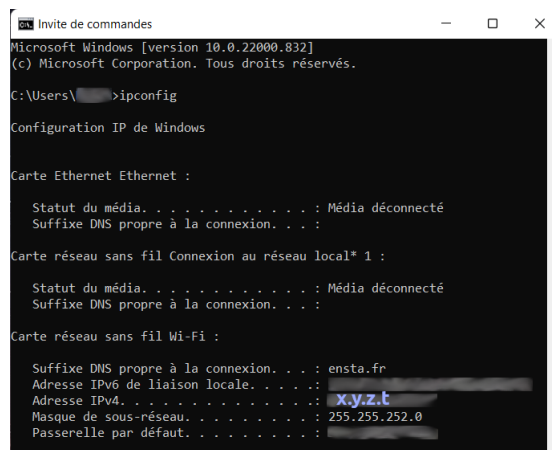 Invite de commandes
Microsoft Windows [version 10.0.22000.832]
(c) Microsoft Corporation. Tous droits réservés.
C:\Users\ >ipconfig
Configuration IP de Windows
Carte Ethernet Ethernet :
Statut du média. . . . . . . . . . . . : Média déconnecté
Suffixe DNS propre à la connexion. . . :
Carte réseau sans fil Connexion au réseau local* 1 :
Statut du média. . . . . . . . . . . . : Média déconnecté
Suffixe DNS propre à la connexion. . . :
Carte réseau sans fil Wi-Fi :
Suffixe DNS propre à la connexion. . . : ensta.fr
Adresse IPv6 de liaison locale. . . . .:
Adresse IPv4. . . . . . . . . . . . . .: x.y.z.t
Masque de sous-réseau. . . . . . . . . : 255.255.252.0
Passerelle par défaut. . . . . . . . . :